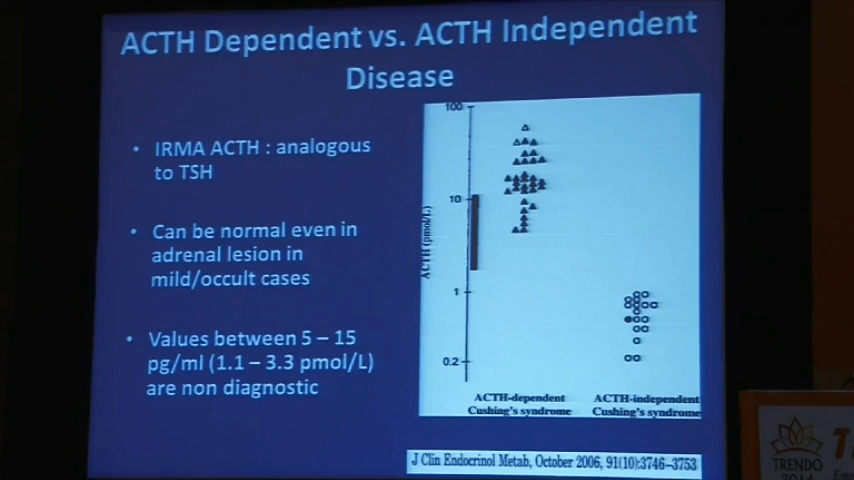 ACTH Dependent vs. ACTH Independent
Disease
• IRMA ACTH : analogous
to TSH
• Can be normal even in
adrenal lesion in
mild/occult cases
• Values between 5 – 15
pg/ml (1.1 – 3.3 pmol/L)
are non diagnostic
100
10
1
0.2
ACTH (pmol/L)
ACTH-dependent
Cushing's syndrome
ACTH-independent
Cushing's syndrome
J Clin Endocrinol Metab, October 2006, 91(10):3746–3753
TRENDO
2014